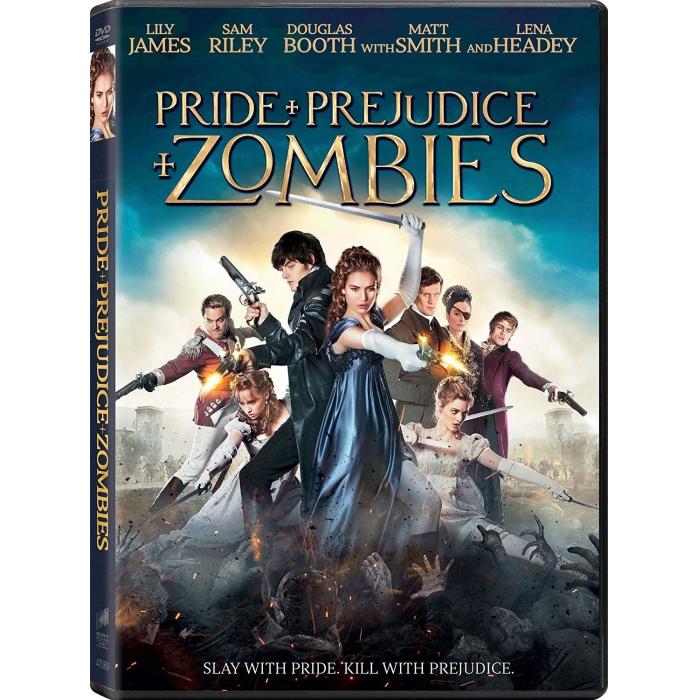 LILY JAMES
SAM RILEY
DOUGLAS BOOTH
WITH MATT SMITH
AND LENA HEADEY
PRIDE + PREJUDICE
+ ZOMBIES
SLAY WITH PRIDE. KILL WITH PREJUDICE.
DVD
PRIDE + PREJUDICE + ZOMBIES
SONY